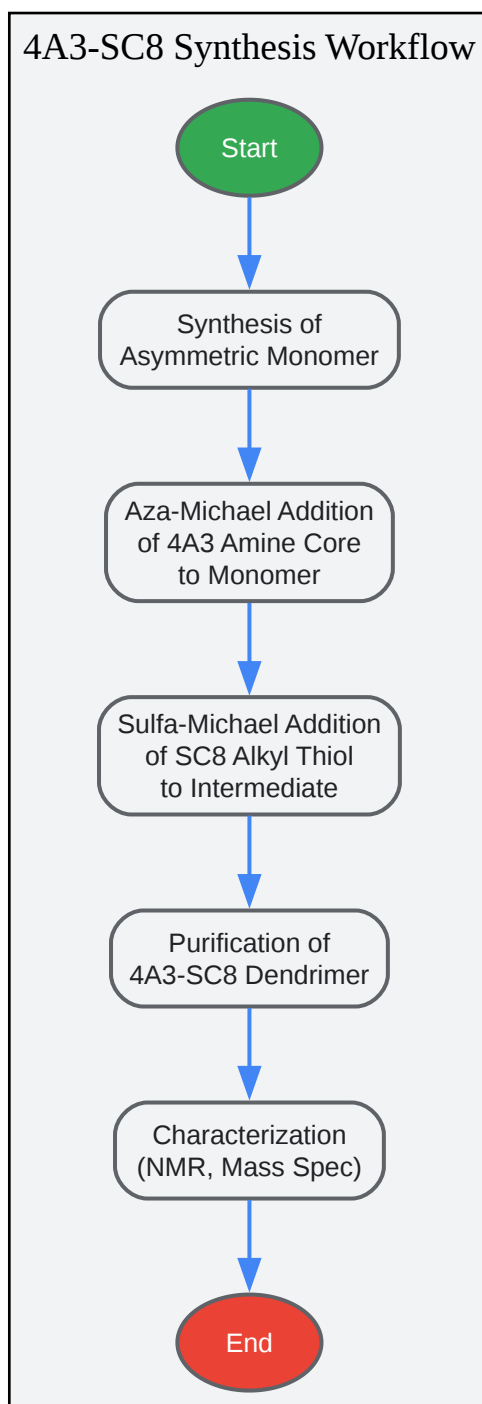 4A3-SC8 Synthesis Workflow
Start
Synthesis of
Asymmetric Monomer
Aza-Michael Addition
of 4A3 Amine Core
to Monomer
Sulfa-Michael Addition
of SC8 Alkyl Thiol
to Intermediate
Purification of
4A3-SC8 Dendrimer
Characterization
(NMR, Mass Spec)
End